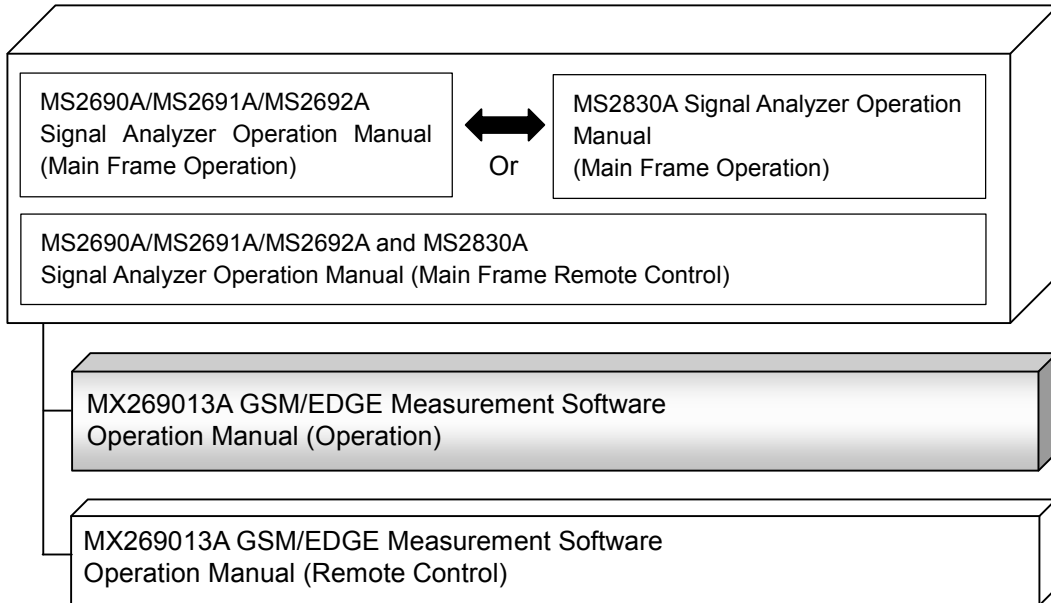 MS2690A/MS2691A/MS2692A
Signal Analyzer Operation Manual
(Main Frame Operation)
Or
MS2830A Signal Analyzer Operation
Manual
(Main Frame Operation)
MS2690A/MS2691A/MS2692A and MS2830A
Signal Analyzer Operation Manual (Main Frame Remote Control)
MX269013A GSM/EDGE Measurement Software
Operation Manual (Operation)
MX269013A GSM/EDGE Measurement Software
Operation Manual (Remote Control)